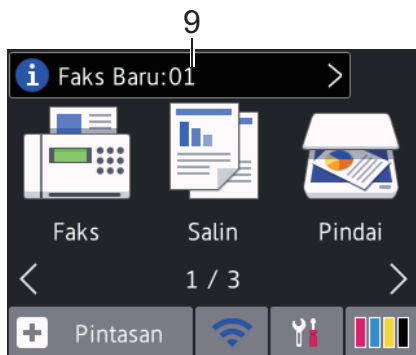 9
Faks Baru:01
Faks Salin Pindai
1 / 3
Pintasan